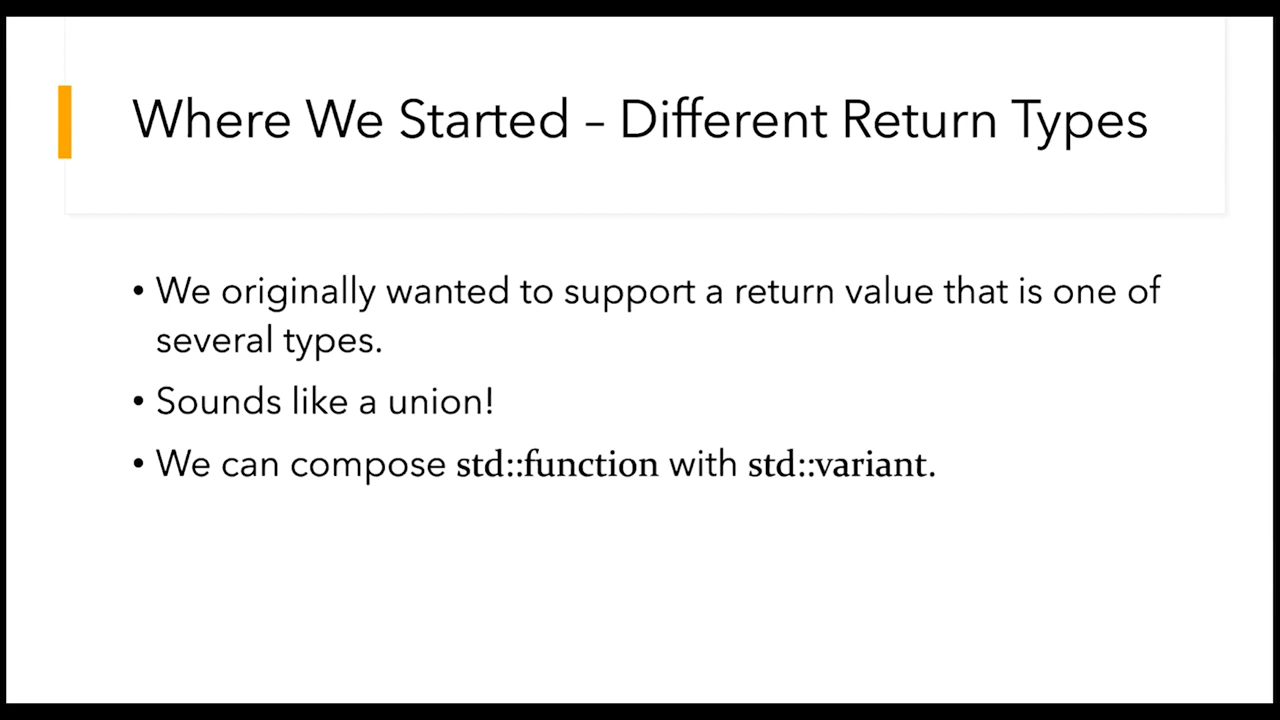 Where We Started – Different Return Types
• We originally wanted to support a return value that is one of
several types.
• Sounds like a union!
• We can compose std::function with std::variant.